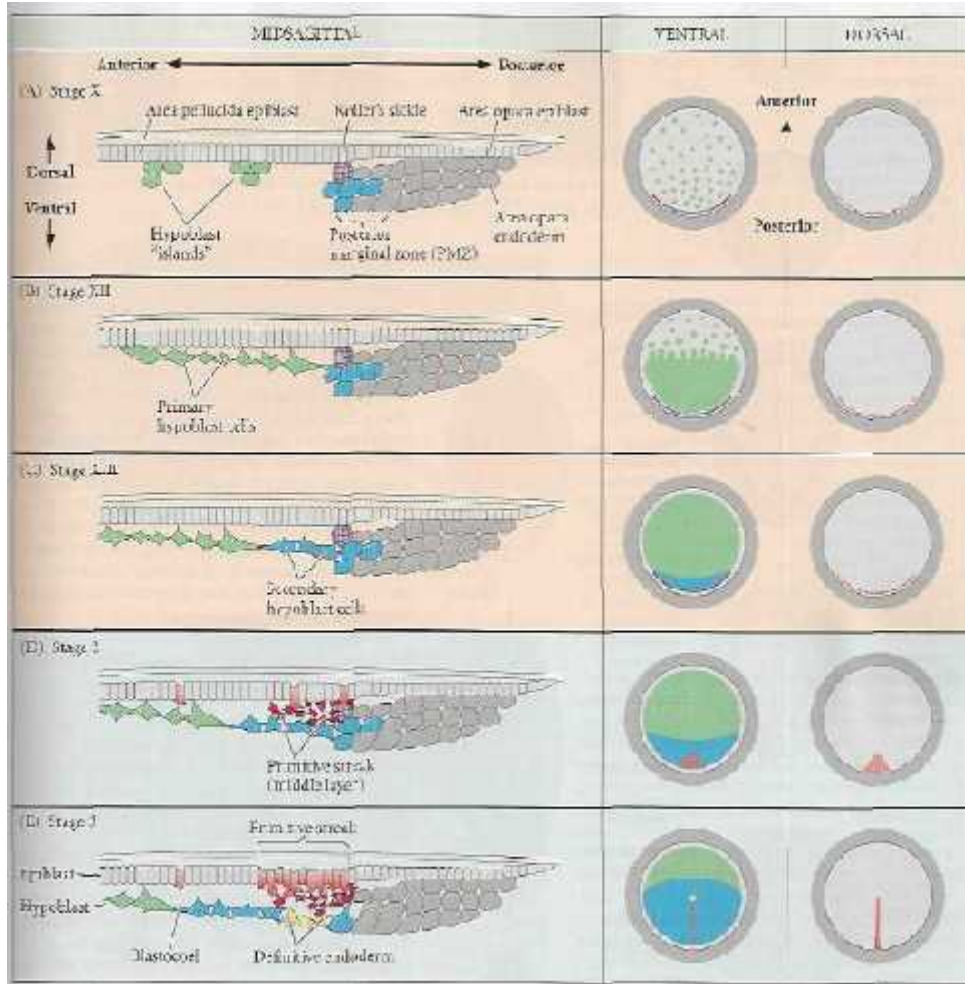 MIDSAGITTAL VENTRAL DORSAL
Anterior Posterior
(A) Stage X
Area pellucida epiblast Koller's sickle Area opaca epiblast
Dorsal
Ventral
Hypoblast
"islands"
Posterior
marginal zone (PMZ)
Area opaca
endoderm
Anterior
Posterior
(B) Stage XII
Primary
hypoblast cells
(C) Stage
Secondary
hypoblast cells
(D) Stage 2
Primitive streak
(middle layer)
(E) Stage 3
Primitive streak
Epiblast
Hypoblast
Blastocoel Definitive endoderm